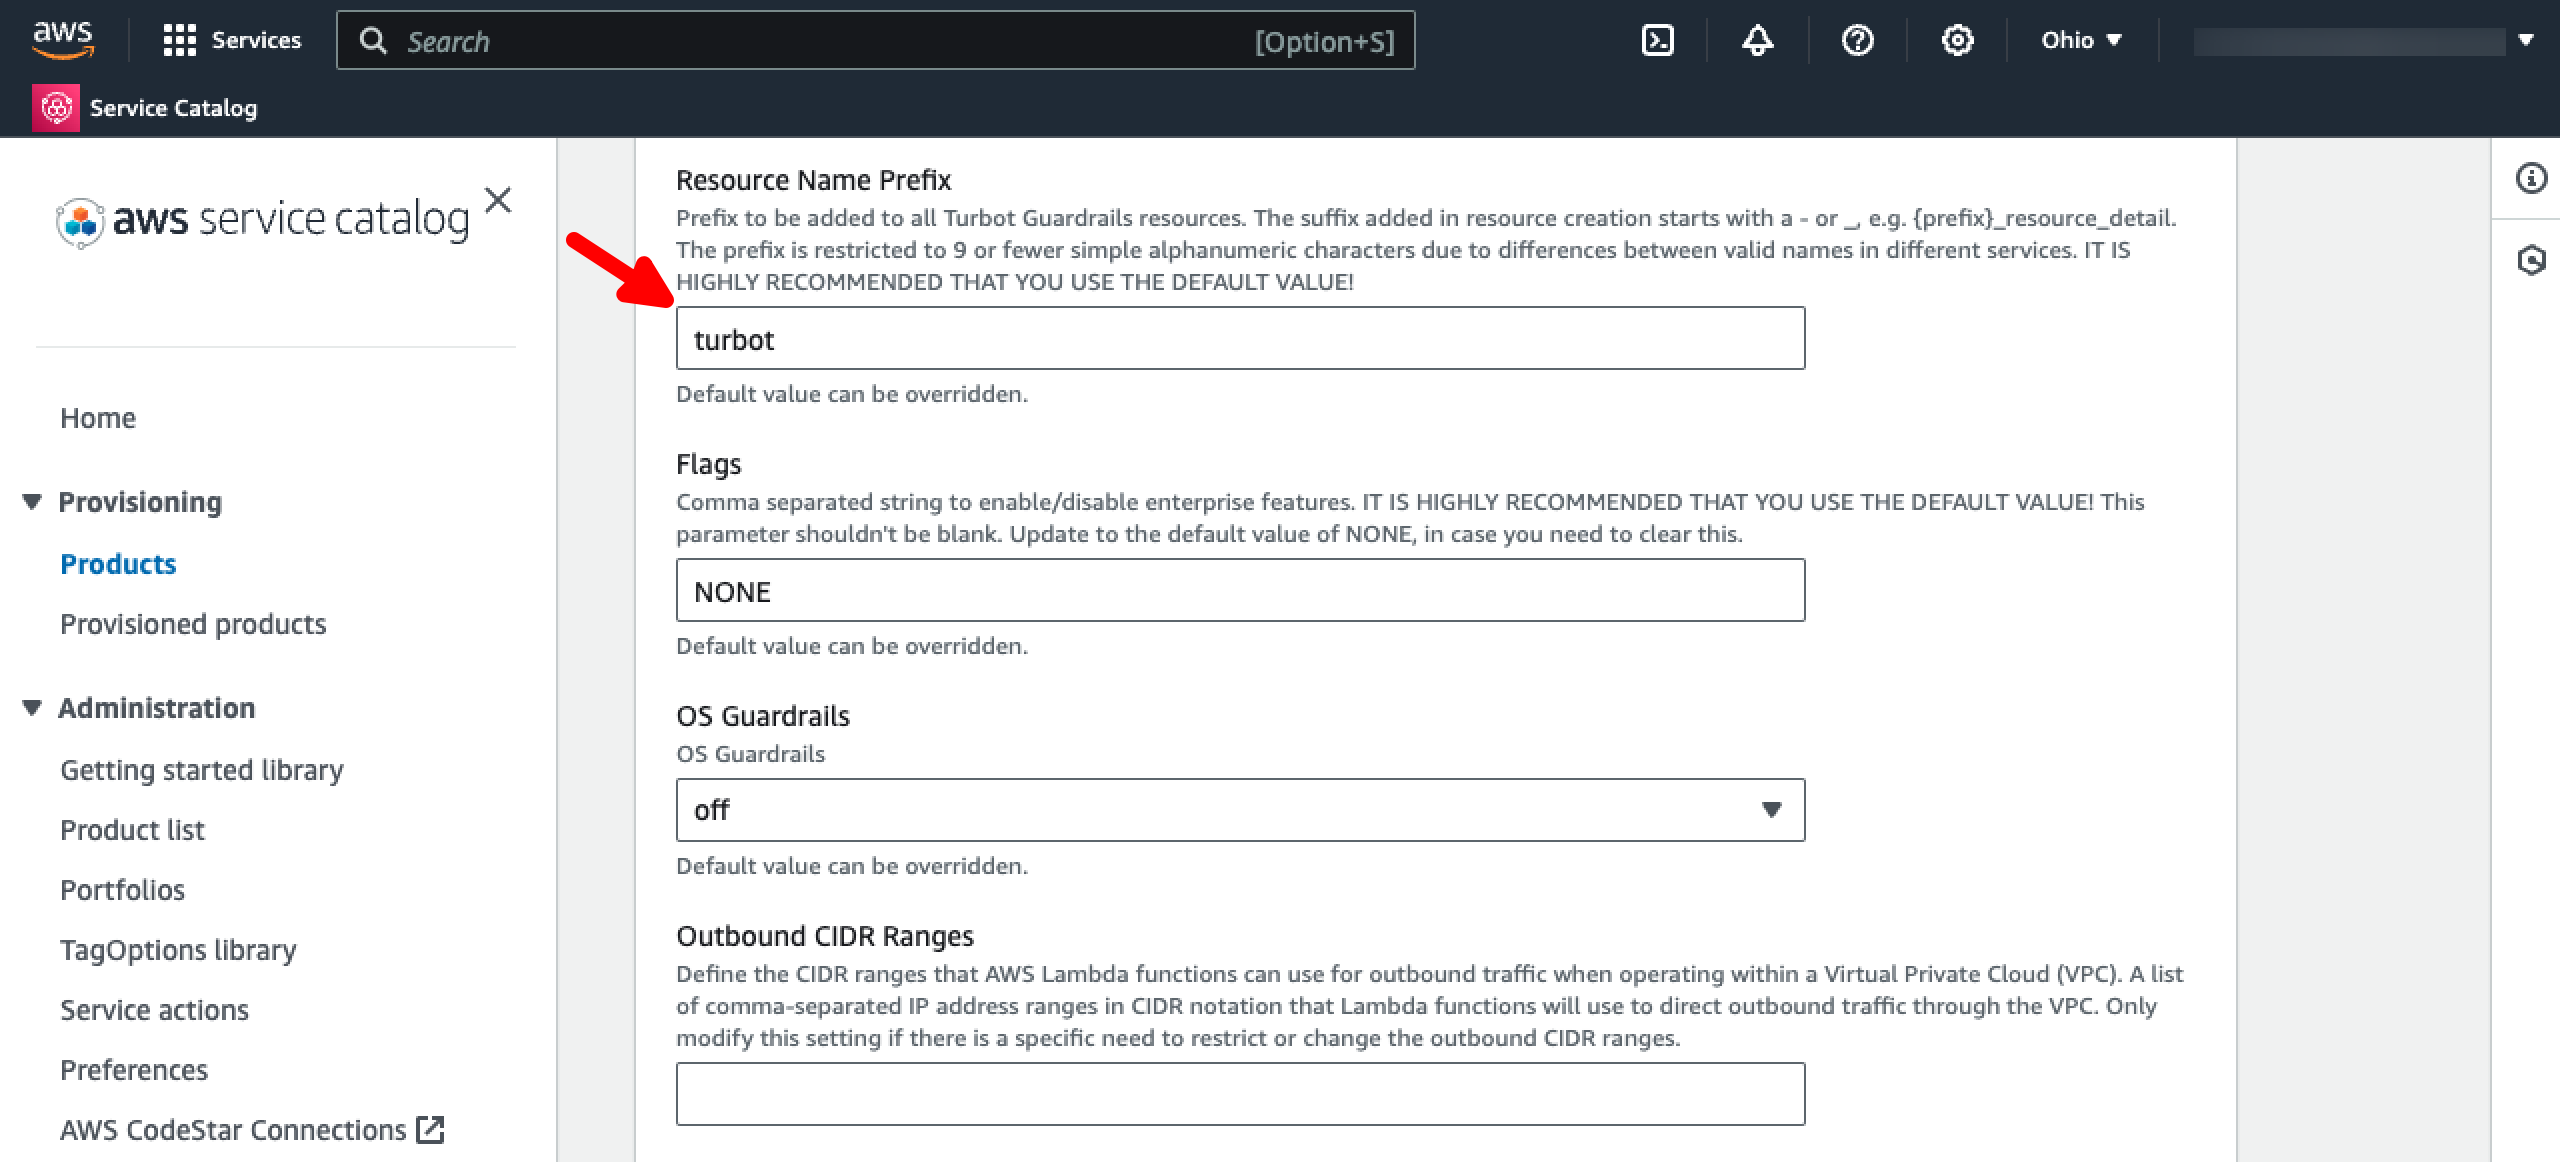 aws
Services
Search
[Option+S]
Ohio
Service Catalog
aws service catalog
Home
Provisioning
Products
Provisioned products
Administration
Getting started library
Product list
Portfolios
TagOptions library
Service actions
Preferences
AWS CodeStar Connections
Resource Name Prefix
Prefix to be added to all Turbot Guardrails resources. The suffix added in resource creation starts with a - or _, e.g. {prefix}_resource_detail.
The prefix is restricted to 9 or fewer simple alphanumeric characters due to differences between valid names in different services. IT IS
HIGHLY RECOMMENDED THAT YOU USE THE DEFAULT VALUE!
turbot
Default value can be overridden.
Flags
Comma separated string to enable/disable enterprise features. IT IS HIGHLY RECOMMENDED THAT YOU USE THE DEFAULT VALUE! This
parameter shouldn't be blank. Update to the default value of NONE, in case you need to clear this.
NONE
Default value can be overridden.
OS Guardrails
OS Guardrails
off
Default value can be overridden.
Outbound CIDR Ranges
Define the CIDR ranges that AWS Lambda functions can use for outbound traffic when operating within a Virtual Private Cloud (VPC). A list
of comma-separated IP address ranges in CIDR notation that Lambda functions will use to direct outbound traffic through the VPC. Only
modify this setting if there is a specific need to restrict or change the outbound CIDR ranges.